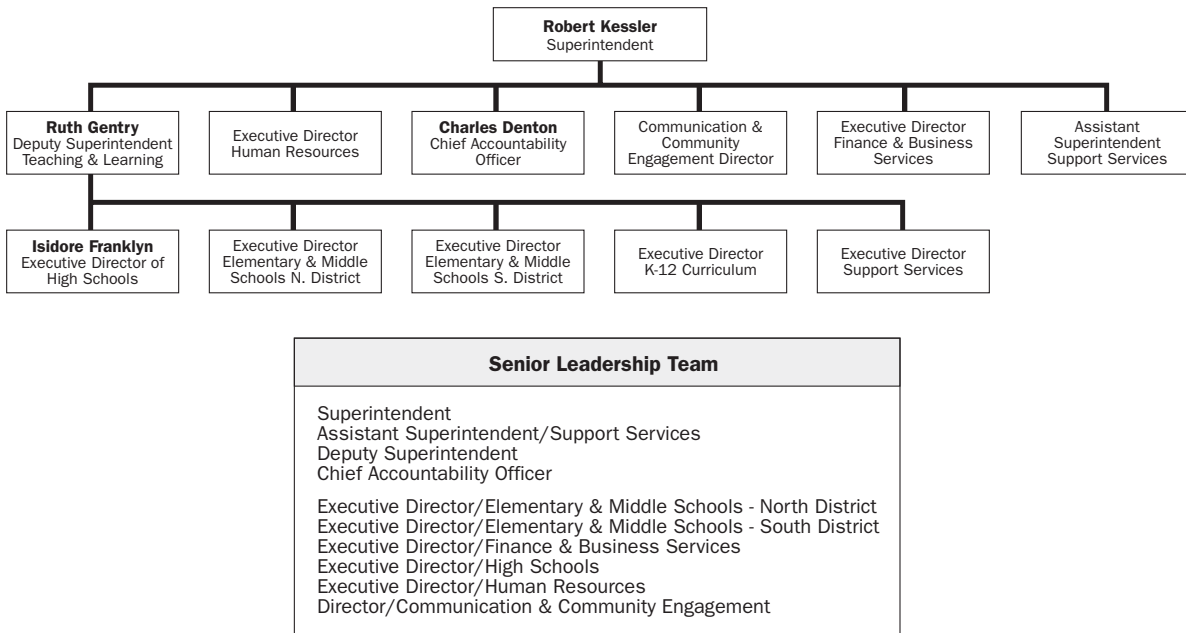 Robert Kessler
Superintendent
Ruth Gentry
Deputy Superintendent
Teaching & Learning
Executive Director
Human Resources
Charles Denton
Chief Accountability
Officer
Communication &
Community
Engagement Director
Executive Director
Finance & Business
Services
Assistant
Superintendent
Support Services
Isidore Franklyn
Executive Director of
High Schools
Executive Director
Elementary & Middle
Schools N. District
Executive Director
Elementary & Middle
Schools S. District
Executive Director
K-12 Curriculum
Executive Director
Support Services
Senior Leadership Team
Superintendent
Assistant Superintendent/Support Services
Deputy Superintendent
Chief Accountability Officer
Executive Director/Elementary & Middle Schools - North District
Executive Director/Elementary & Middle Schools - South District
Executive Director/Finance & Business Services
Executive Director/High Schools
Executive Director/Human Resources
Director/Communication & Community Engagement